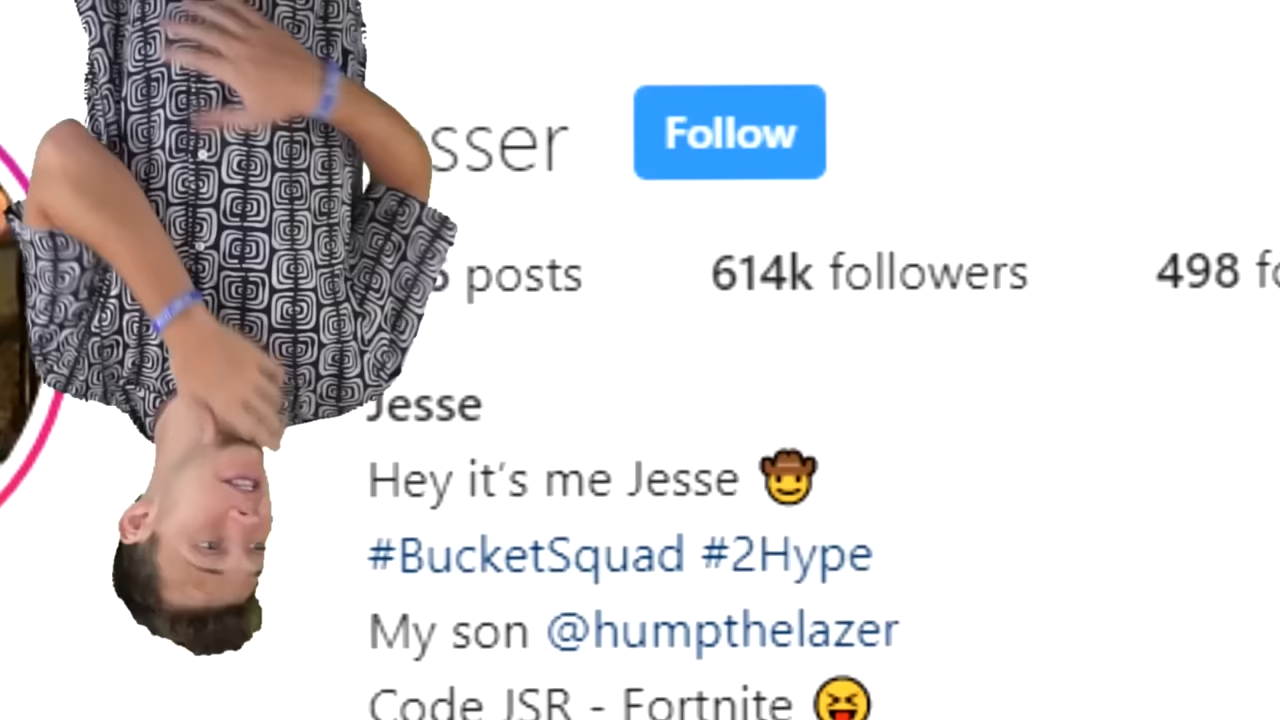 sser Follow
posts 614k followers 498 fo
Jesse
Hey it's me Jesse 🤠
#BucketSquad #2Hype
My son @humpthelazer
Code JSR - Fortnite 😝